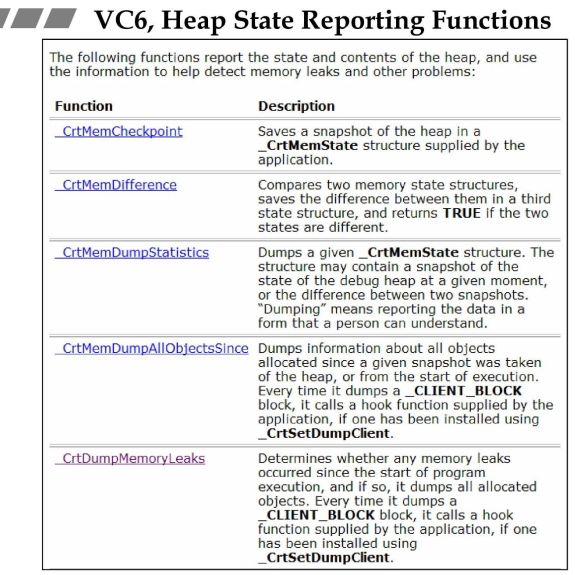 VC6, Heap State Reporting Functions
The following functions report the state and contents of the heap, and use
the information to help detect memory leaks and other problems:
Function Description
_CrtMemCheckpoint Saves a snapshot of the heap in a
_CrtMemState structure supplied by the
application.
_CrtMemDifference Compares two memory state structures,
saves the difference between them in a third
state structure, and returns TRUE if the two
states are different.
_CrtMemDumpStatistics Dumps a given _CrtMemState structure. The
structure may contain a snapshot of the
state of the debug heap at a given moment,
or the difference between two snapshots.
“Dumping” means reporting the data in a
form that a person can understand.
_CrtMemDumpAllObjectsSince Dumps information about all objects
allocated since a given snapshot was taken
of the heap, or from the start of execution.
Every time it dumps a _CLIENT_BLOCK
block, it calls a hook function supplied by the
application, if one has been installed using
_CrtSetDumpClient.
_CrtDumpMemoryLeaks Determines whether any memory leaks
occurred since the start of program
execution, and if so, it dumps all allocated
objects. Every time it dumps a
_CLIENT_BLOCK block, it calls a hook
function supplied by the application, if one
has been installed using
_CrtSetDumpClient.